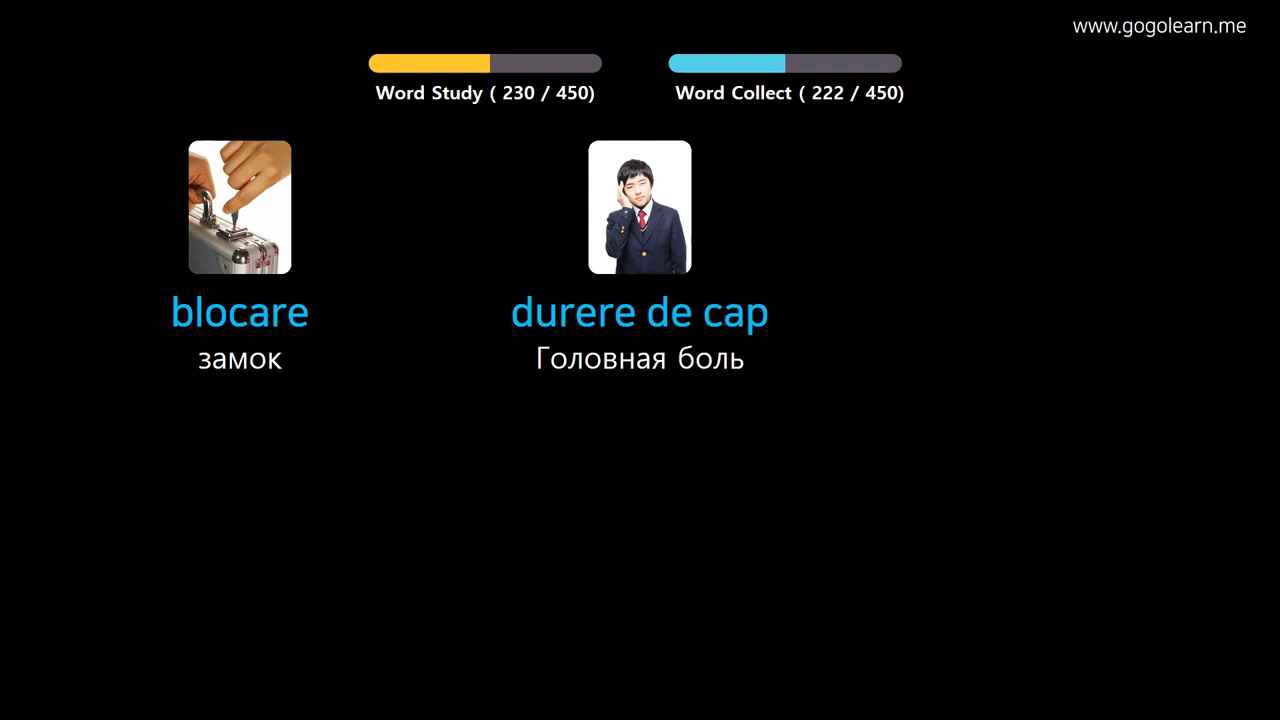 www.gogolearn.me
Word Study ( 230 / 450)
Word Collect ( 222 / 450)
blocare
замок
durere de cap
Головная боль